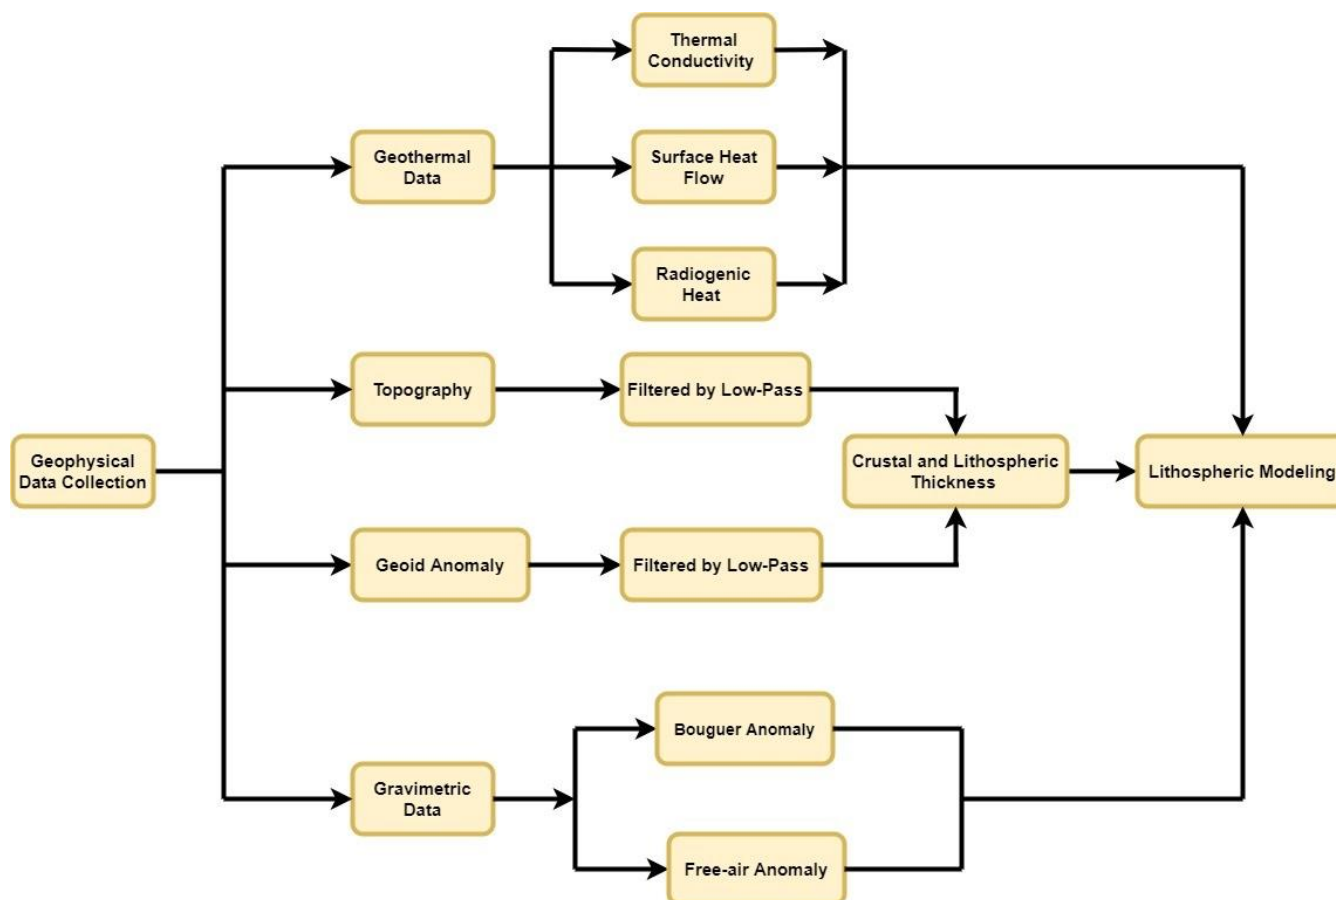 Thermal
Conductivity
Geothermal
Data
Surface Heat
Flow
Radiogenic
Heat
Topography
Filtered by Low-Pass
Geophysical
Data Collection
Crustal and Lithospheric
Thickness
Lithospheric Modeling
Geoid Anomaly
Filtered by Low-Pass
Bouguer Anomaly
Gravimetric
Data
Free-air Anomaly